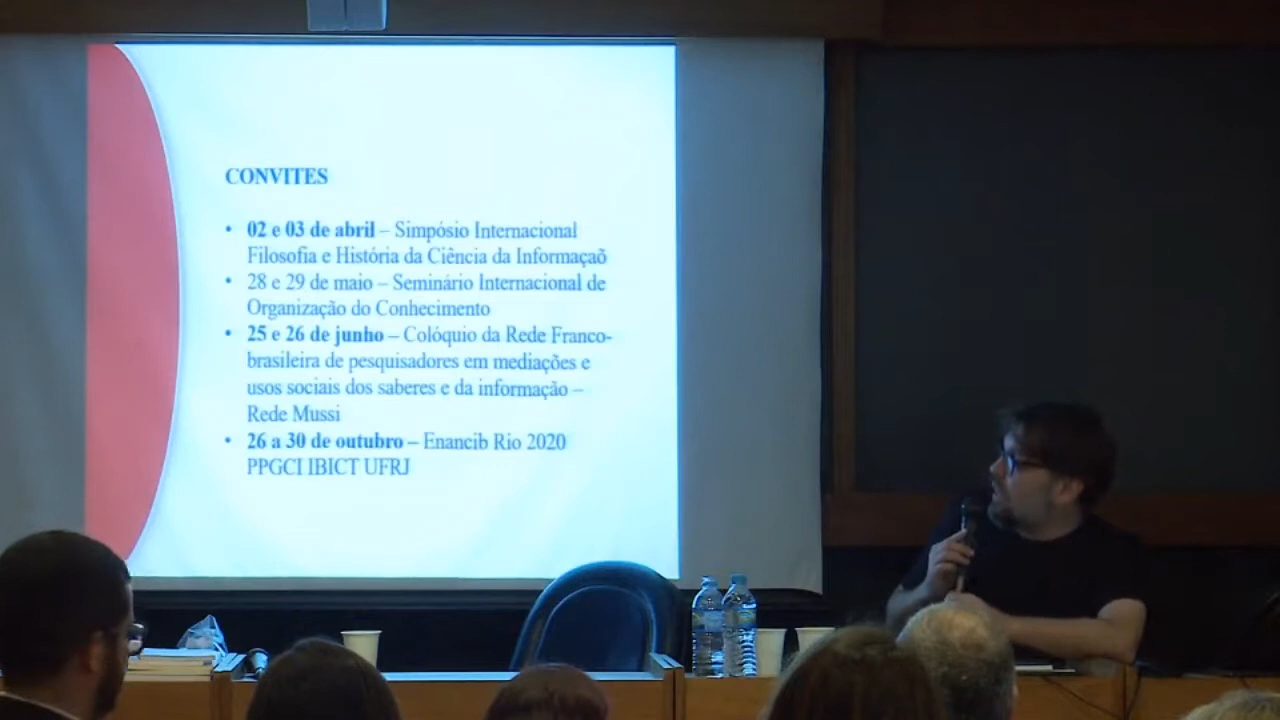 CONVITES
• 02 e 03 de abril – Simpósio Internacional
Filosofia e História da Ciência da Informaçaõ
• 28 e 29 de maio – Seminário Internacional de
Organização do Conhecimento
• 25 e 26 de junho – Colóquio da Rede Franco-
brasileira de pesquisadores em mediações e
usos sociais dos saberes e da informação –
Rede Mussi
• 26 a 30 de outubro – Enancib Rio 2020
PPGCI IBICT UFRJ